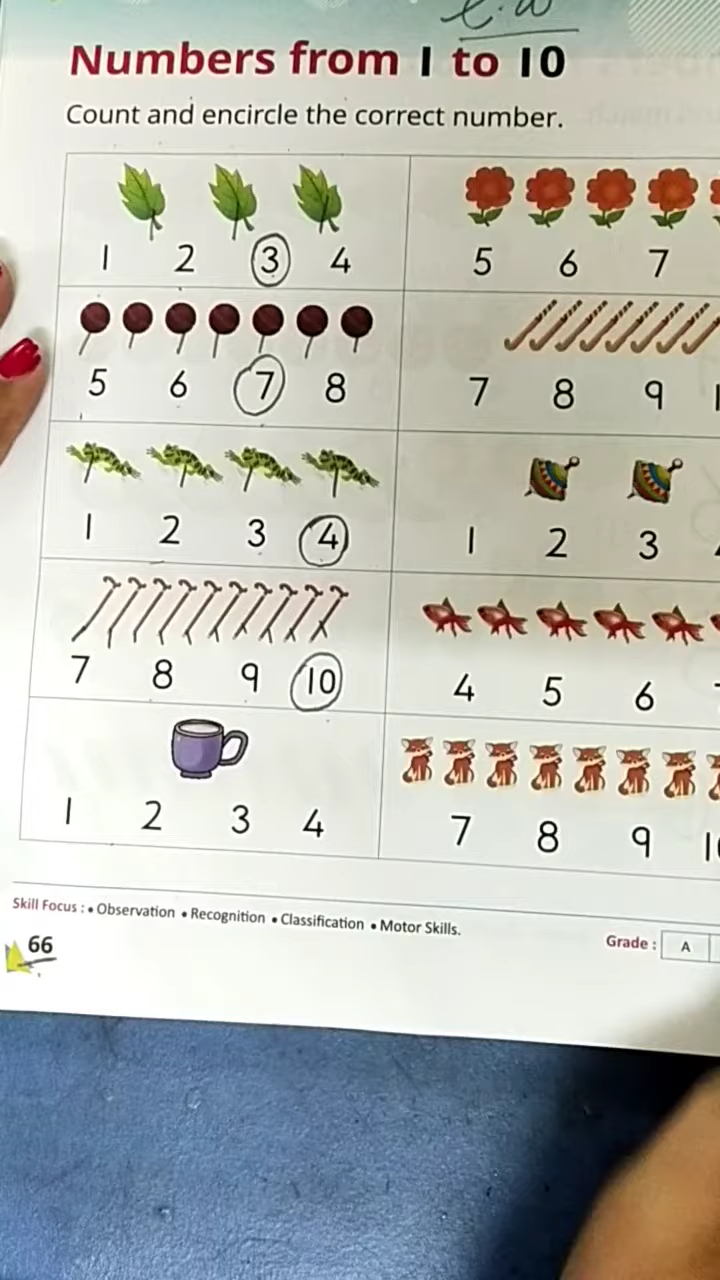 c.w
Numbers from 1 to 10
Count and encircle the correct number.
1 2 3 4
5 6 7
5 6 7 8
7 8 9
1 2 3 4
1 2 3
7 8 9 10
4 5 6
1 2 3 4
7 8 9
Skill Focus : • Observation • Recognition • Classification • Motor Skills.
66
Grade : A